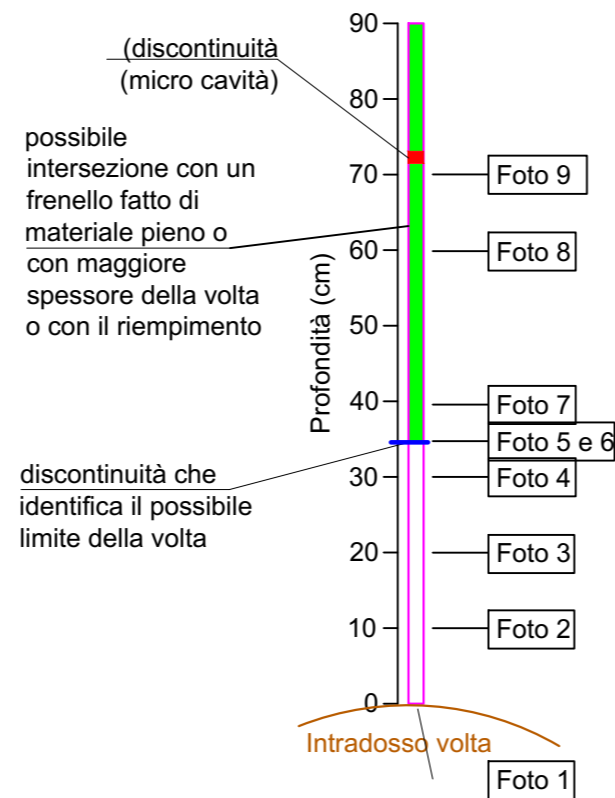 (discontinuità
(micro cavità)
possibile
intersezione con un
frenello fatto di
materiale pieno o
con maggiore
spessore della volta
o con il riempimento
discontinuità che
identifica il possibile
limite della volta
Profondità (cm)
90
80
70
60
50
40
30
20
10
0
Foto 9
Foto 8
Foto 7
Foto 5 e 6
Foto 4
Foto 3
Foto 2
Intradosso volta
Foto 1